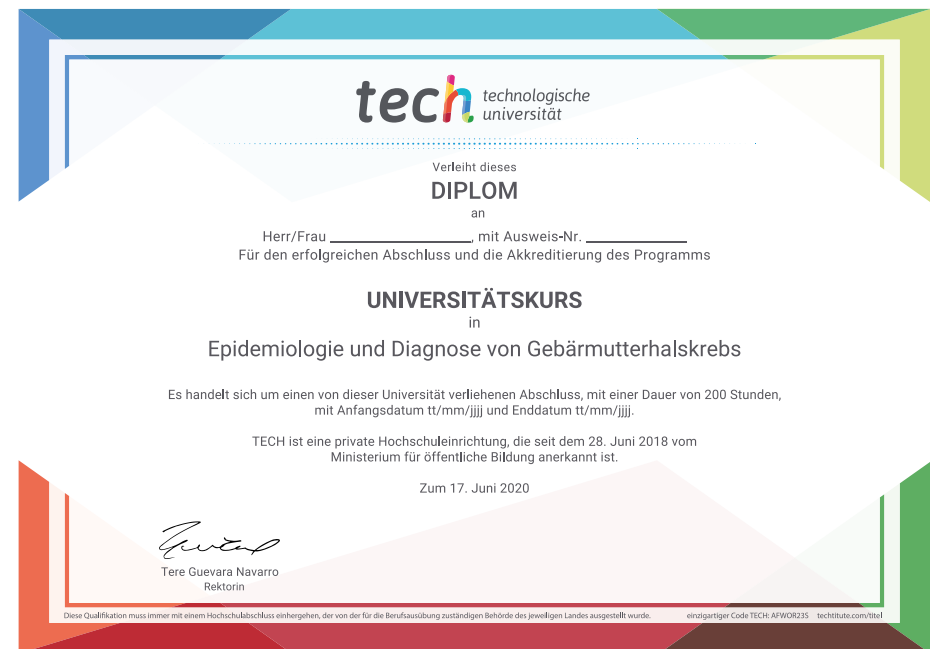 tech technologische
universität
Verleiht dieses
DIPLOM
an
Herr/Frau ____________________, mit Ausweis-Nr. ______________
Für den erfolgreichen Abschluss und die Akkreditierung des Programms
UNIVERSITÄTSKURS
in
Epidemiologie und Diagnose von Gebärmutterhalskrebs
Es handelt sich um einen von dieser Universität verliehenen Abschluss, mit einer Dauer von 200 Stunden,
mit Anfangsdatum tt/mm/jjjj und Enddatum tt/mm/jjjj.
TECH ist eine private Hochschuleinrichtung, die seit dem 28. Juni 2018 vom
Ministerium für öffentliche Bildung anerkannt ist.
Zum 17. Juni 2020
Tere Guevara Navarro
Rektorin
Diese Qualifikation muss immer mit einem Hochschulabschluss einhergehen, der von der für die Berufsausübung zuständigen Behörde des jeweiligen Landes ausgestellt wurde. einzigartiger Code TECH: AFWOR23S techtitute.com/titel